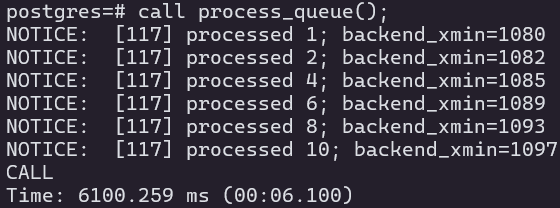 postgres=# call process_queue();
NOTICE:  [117] processed 1; backend_xmin=1080
NOTICE:  [117] processed 2; backend_xmin=1082
NOTICE:  [117] processed 4; backend_xmin=1085
NOTICE:  [117] processed 6; backend_xmin=1089
NOTICE:  [117] processed 8; backend_xmin=1093
NOTICE:  [117] processed 10; backend_xmin=1097
CALL
Time: 6100.259 ms (00:06.100)